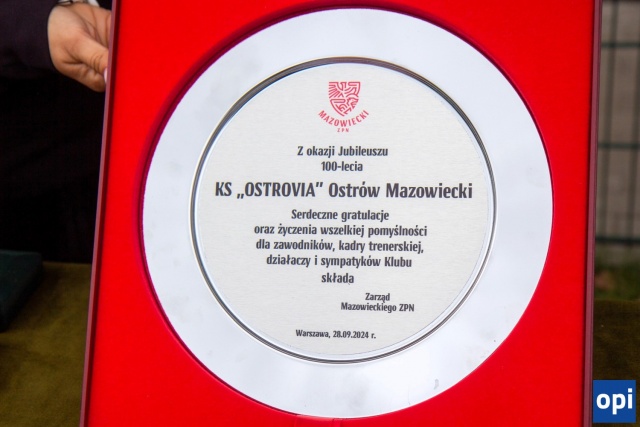 MAZOWIECKI
ZPN
Z okazji Jubileuszu
100-lecia
KS „OSTROVIA” Ostrów Mazowiecki
Serdeczne gratulacje
oraz życzenia wszelkiej pomyślności
dla zawodników, kadry trenerskiej,
działaczy i sympatyków Klubu
składa
Zarząd
Mazowieckiego ZPN
Warszawa, 28.09.2024 r.
opi